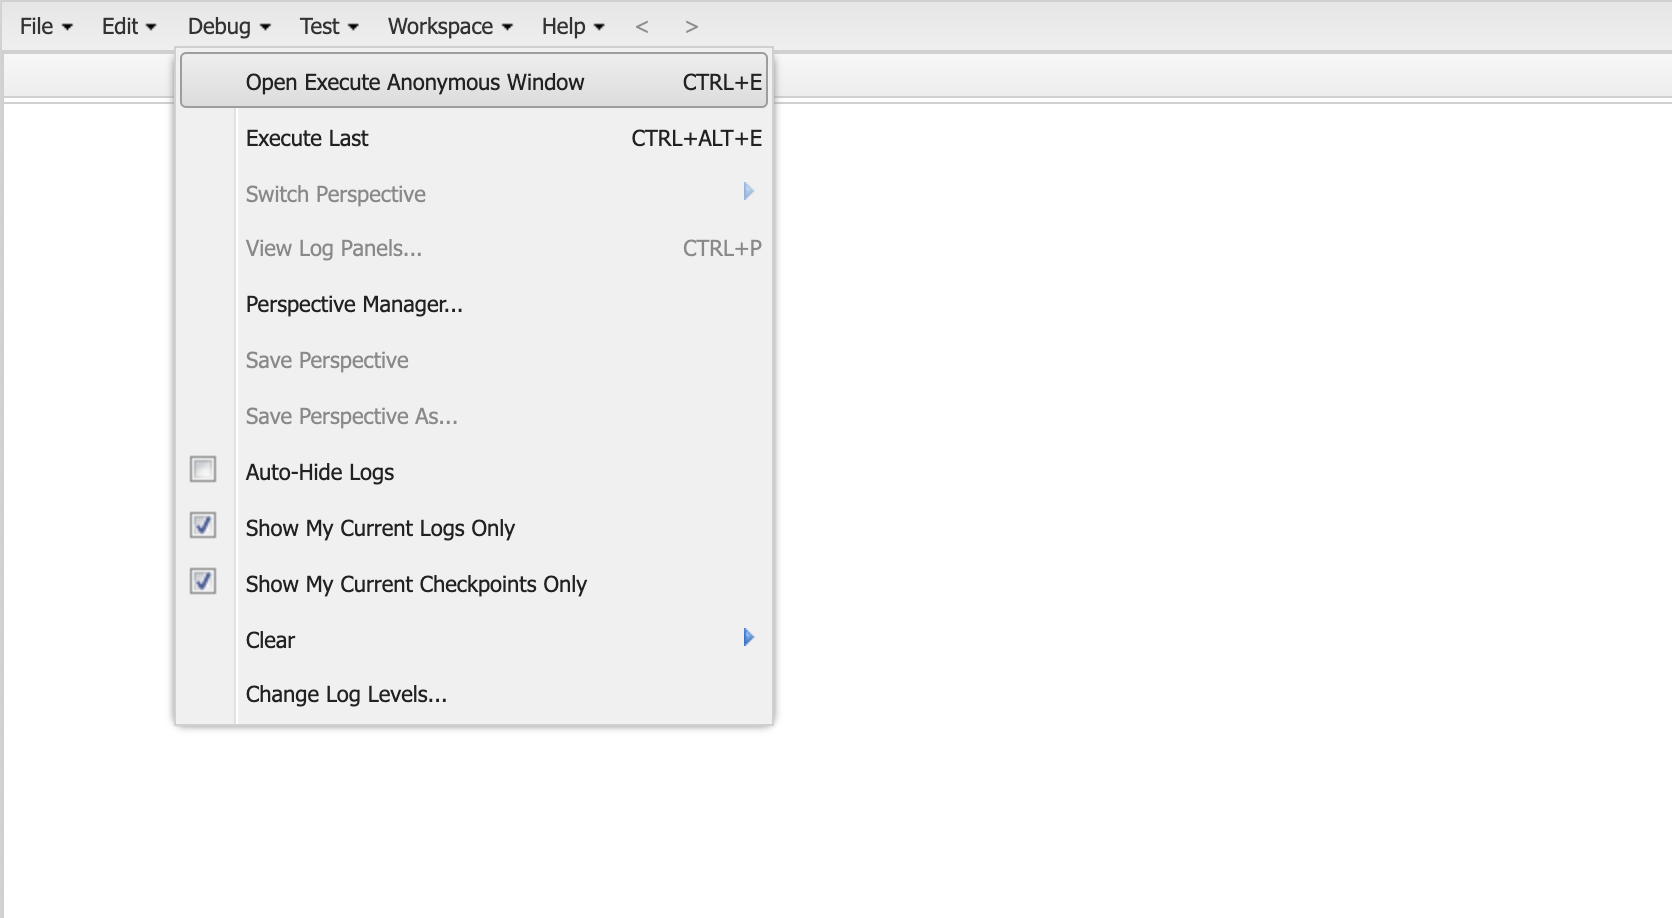 File Edit Debug Test Workspace Help < >
Open Execute Anonymous Window CTRL+E
Execute Last CTRL+ALT+E
Switch Perspective
View Log Panels... CTRL+P
Perspective Manager...
Save Perspective
Save Perspective As...
Auto-Hide Logs
Show My Current Logs Only
Show My Current Checkpoints Only
Clear
Change Log Levels...